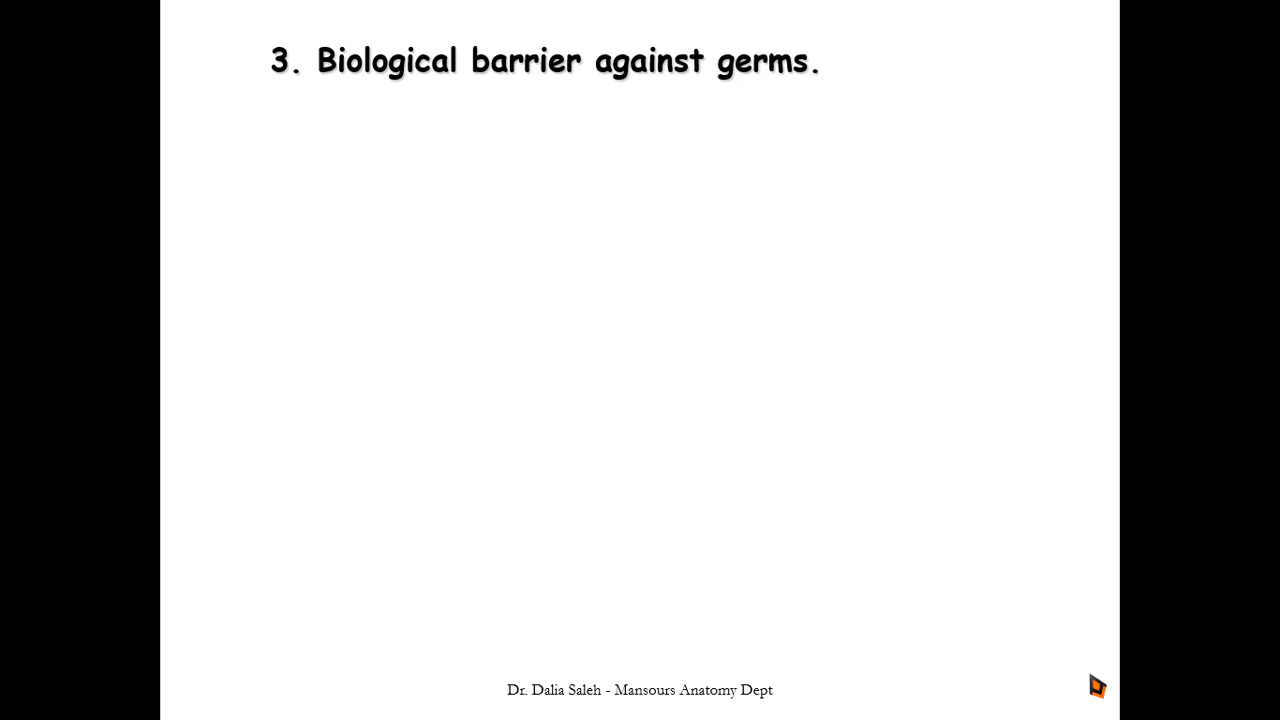 3. Biological barrier against germs.
Dr. Dalia Saleh - Mansours Anatomy Dept